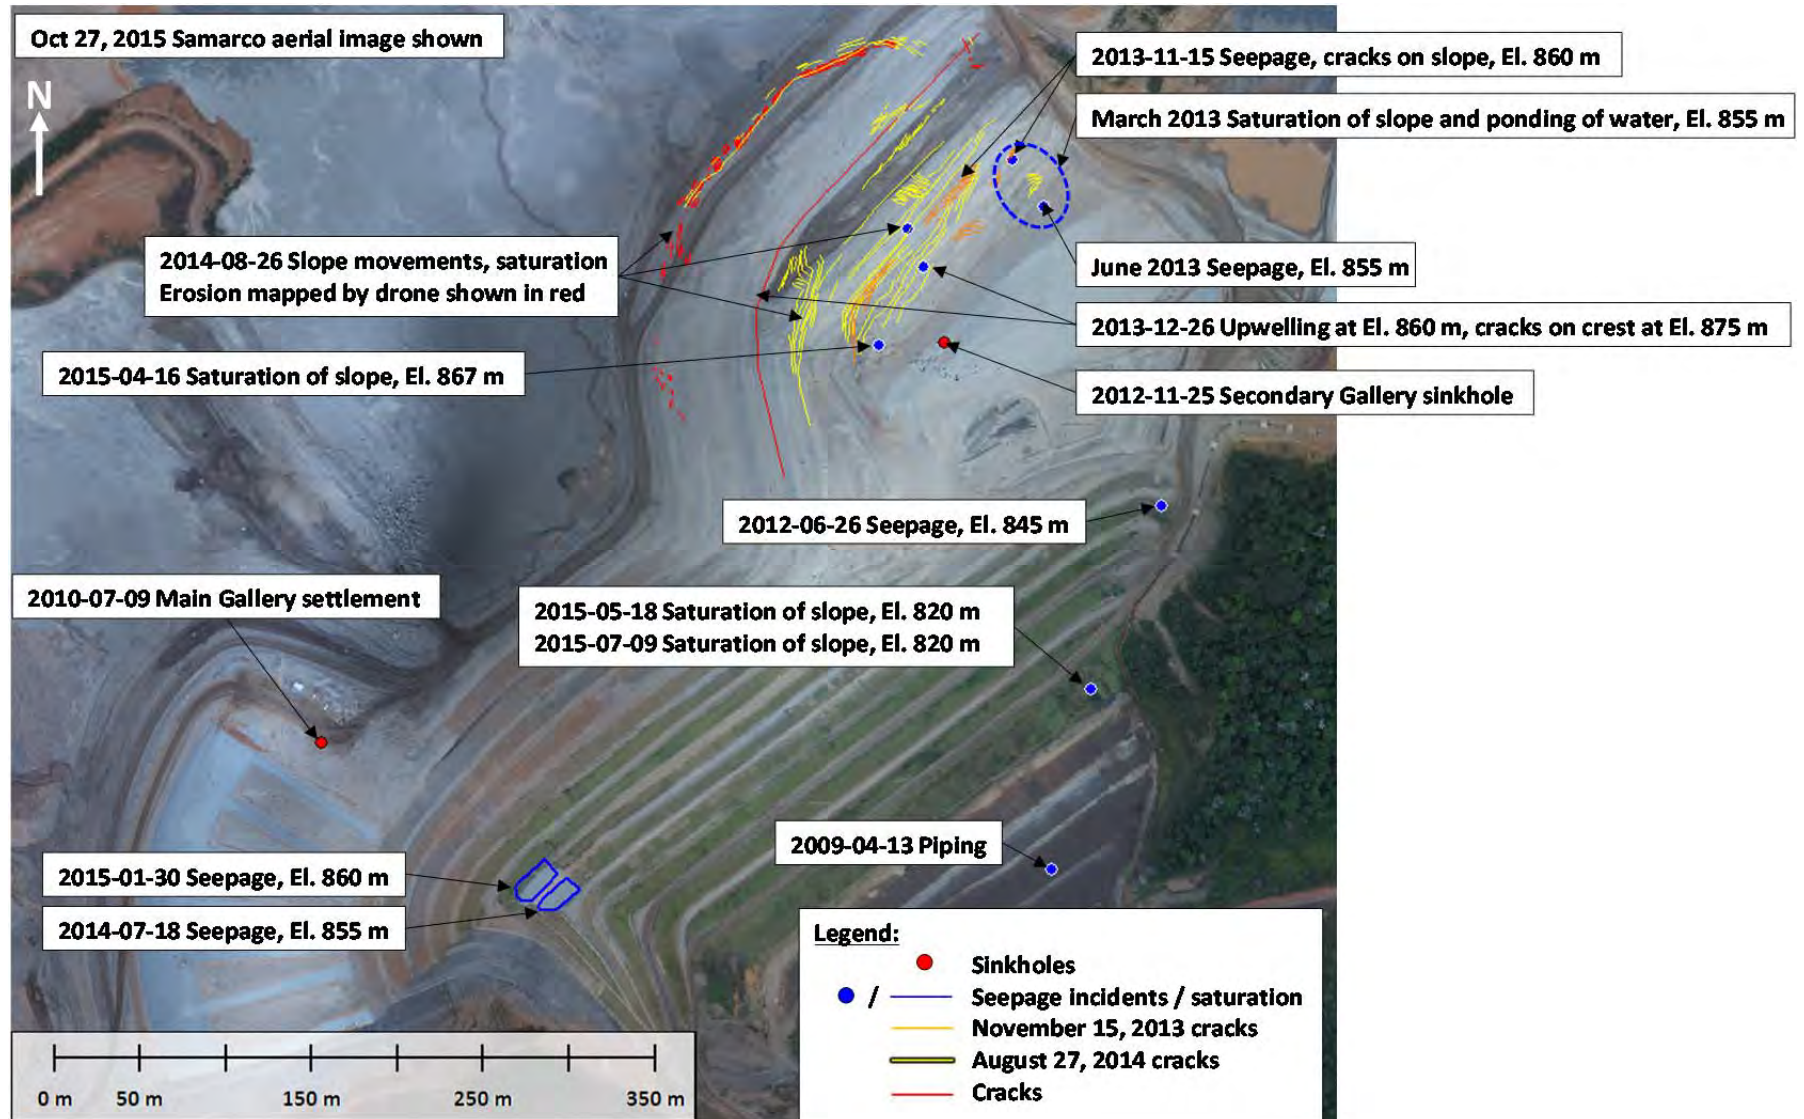 Oct 27, 2015 Samarco aerial image shown
N
2013-11-15 Seepage, cracks on slope, El. 860 m
March 2013 Saturation of slope and ponding of water, El. 855 m
2014-08-26 Slope movements, saturation
Erosion mapped by drone shown in red
June 2013 Seepage, El. 855 m
2013-12-26 Upwelling at El. 860 m, cracks on crest at El. 875 m
2015-04-16 Saturation of slope, El. 867 m
2012-11-25 Secondary Gallery sinkhole
2012-06-26 Seepage, El. 845 m
2010-07-09 Main Gallery settlement
2015-05-18 Saturation of slope, El. 820 m
2015-07-09 Saturation of slope, El. 820 m
2009-04-13 Piping
2015-01-30 Seepage, El. 860 m
2014-07-18 Seepage, El. 855 m
Legend:
Sinkholes
/ Seepage incidents / saturation
November 15, 2013 cracks
August 27, 2014 cracks
Cracks
0 m 50 m 150 m 250 m 350 m